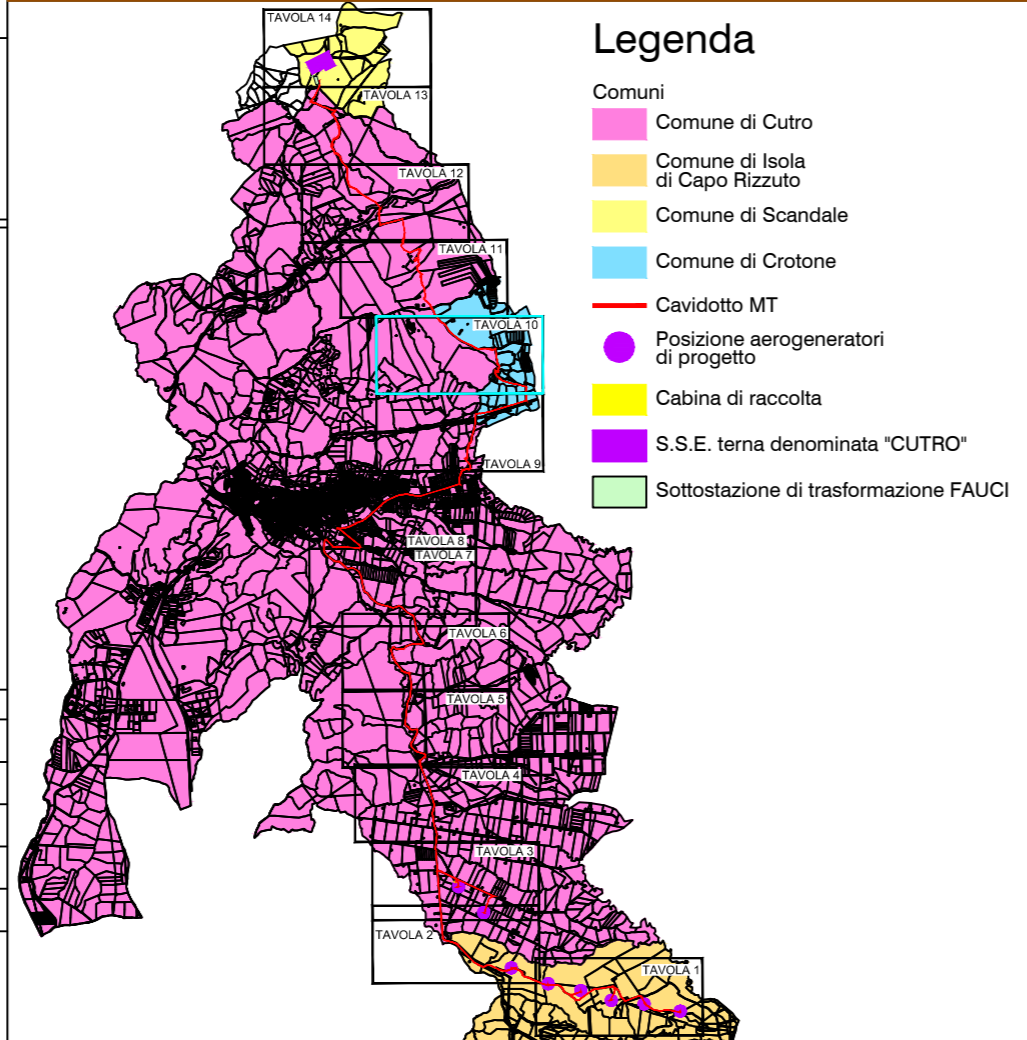 TAVOLA 14
TAVOLA 13
TAVOLA 12
TAVOLA 11
TAVOLA 10
TAVOLA 9
TAVOLA 8
TAVOLA 7
TAVOLA 6
TAVOLA 5
TAVOLA 4
TAVOLA 3
TAVOLA 2
TAVOLA 1
Legenda
Comuni
Comune di Cutro
Comune di Isola
di Capo Rizzuto
Comune di Scandale
Comune di Crotone
Cavidotto MT
Posizione aerogeneratori
di progetto
Cabina di raccolta
S.S.E. terna denominata "CUTRO"
Sottostazione di trasformazione FAUCI